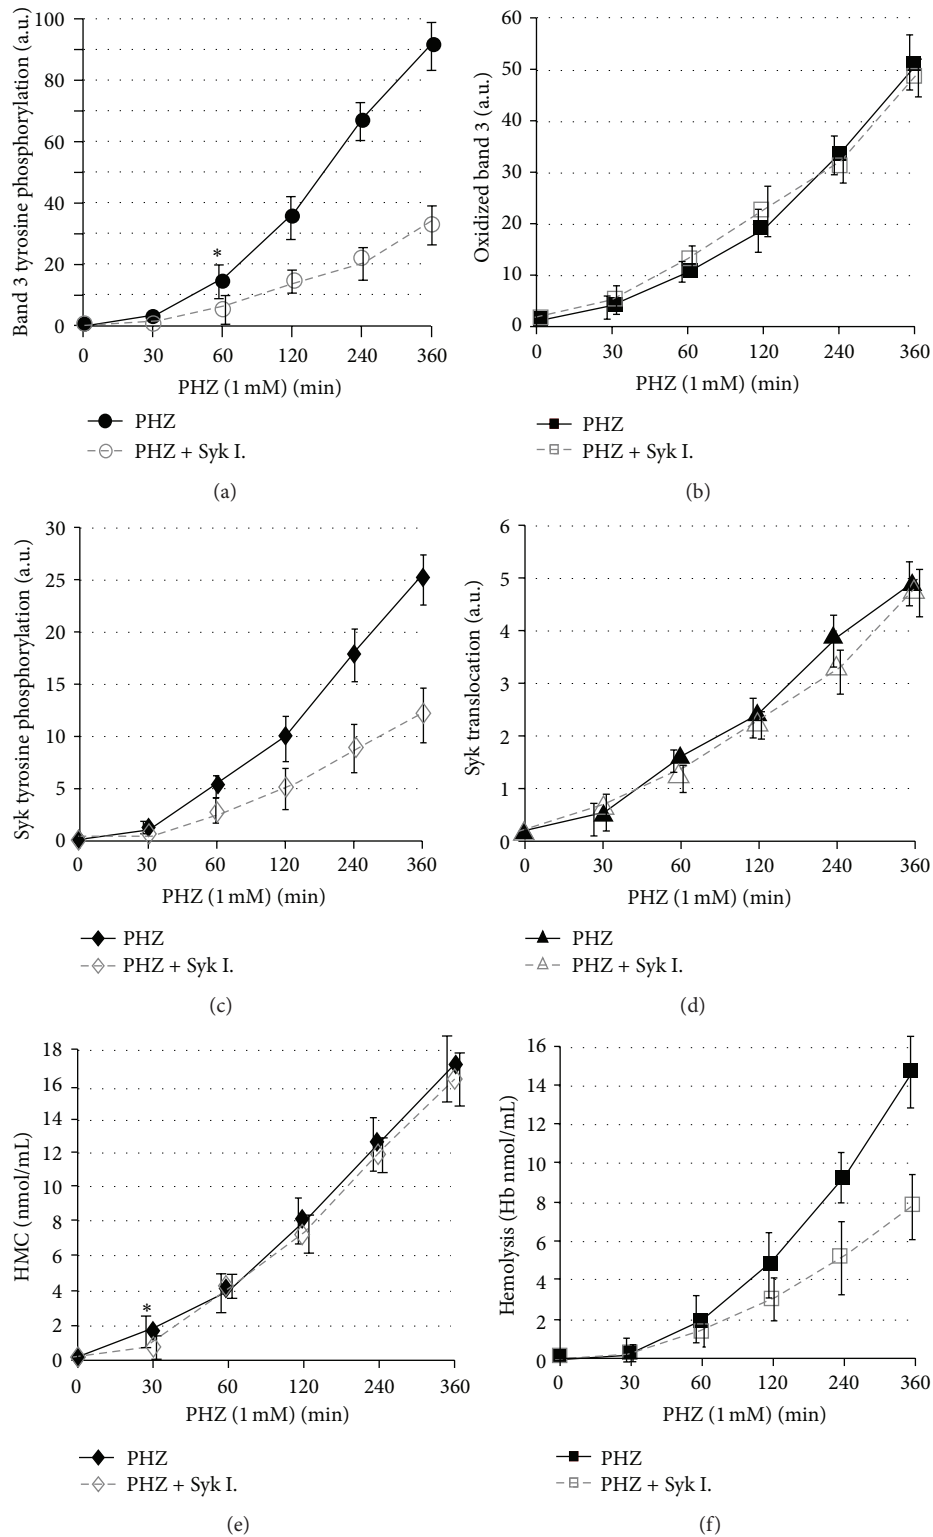 Band 3 tyrosine phosphorylation (a.u.)
100
80
60
40
20
0
*
0 30 60 120 240 360
PHZ (1 mM) (min)
PHZ
PHZ + Syk I.
(a)
Oxidized band 3 (a.u.)
60
50
40
30
20
10
0
0 30 60 120 240 360
PHZ (1 mM) (min)
PHZ
PHZ + Syk I.
(b)
Syk tyrosine phosphorylation (a.u.)
30
25
20
15
10
5
0
0 30 60 120 240 360
PHZ (1 mM) (min)
PHZ
PHZ + Syk I.
(c)
Syk translocation (a.u.)
6
5
4
3
2
1
0
0 30 60 120 240 360
PHZ (1 mM) (min)
PHZ
PHZ + Syk I.
(d)
HMC (nmol/mL)
18
16
14
12
10
8
6
4
2
0
*
0 30 60 120 240 360
PHZ (1 mM) (min)
PHZ
PHZ + Syk I.
(e)
Hemolysis (Hb nmol/mL)
16
14
12
10
8
6
4
2
0
0 30 60 120 240 360
PHZ (1 mM) (min)
PHZ
PHZ + Syk I.
(f)